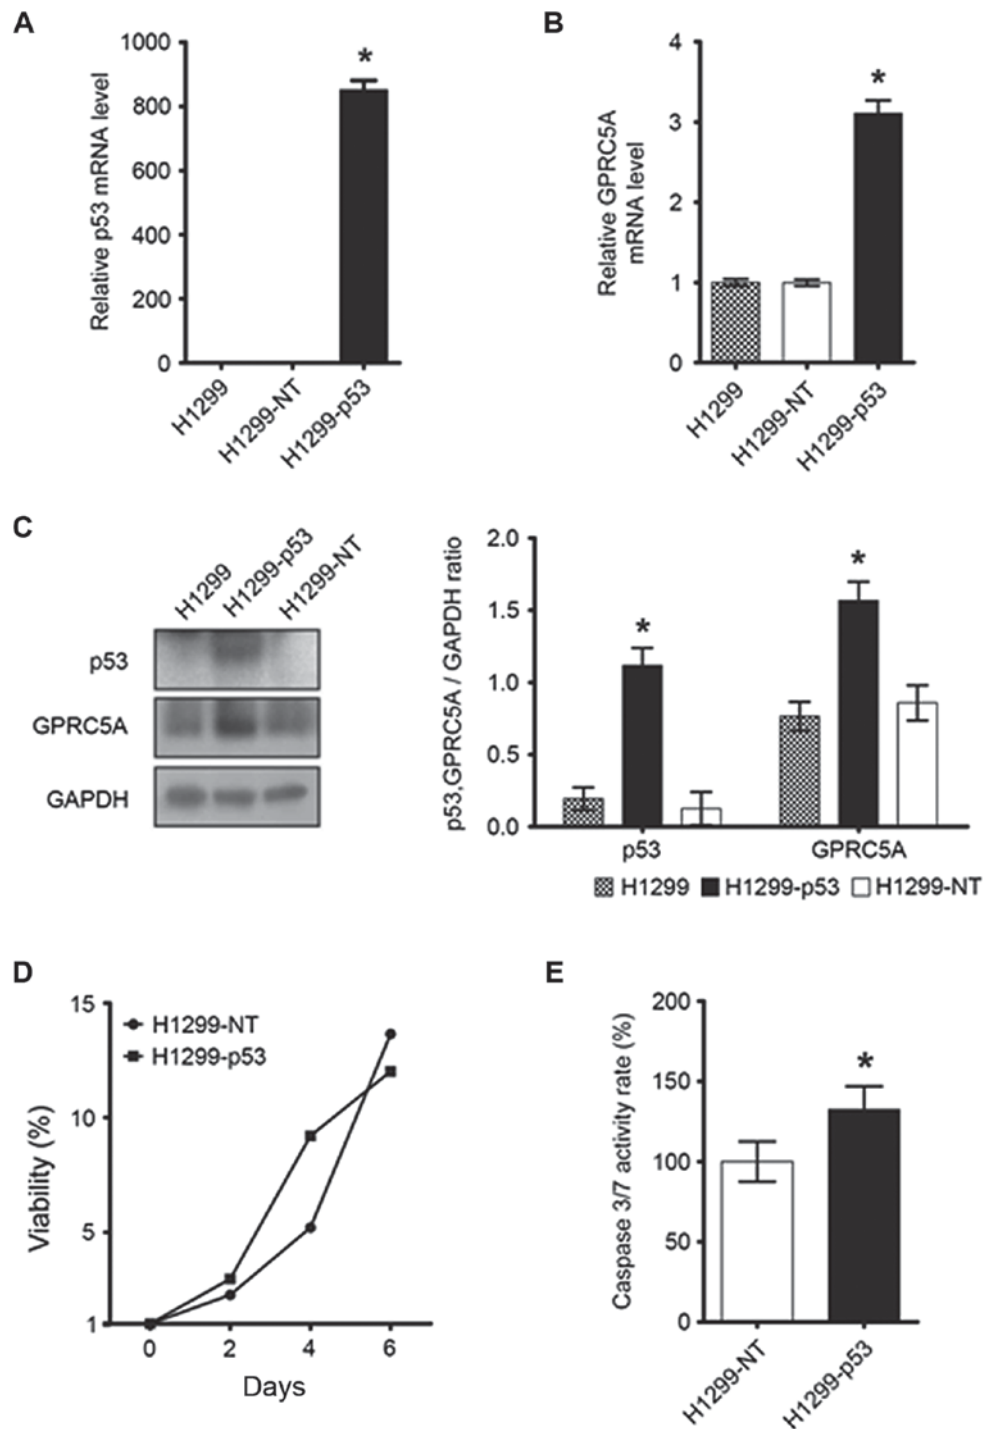 A
Relative p53 mRNA level
1000
800
600
400
200
0
*
H1299
H1299-NT
H1299-p53
B
Relative GPRC5A
mRNA level
4
3
2
1
0
*
H1299
H1299-NT
H1299-p53
C
H1299
H1299-p53
H1299-NT
p53
GPRC5A
GAPDH
p53,GPRC5A / GAPDH ratio
2.0
1.5
1.0
0.5
0.0
*
*
p53
GPRC5A
H1299 H1299-p53 H1299-NT
D
Viability (%)
15
10
5
1
H1299-NT
H1299-p53
0 2 4 6
Days
E
Caspase 3/7 activity rate (%)
200
150
100
50
0
*
H1299-NT
H1299-p53